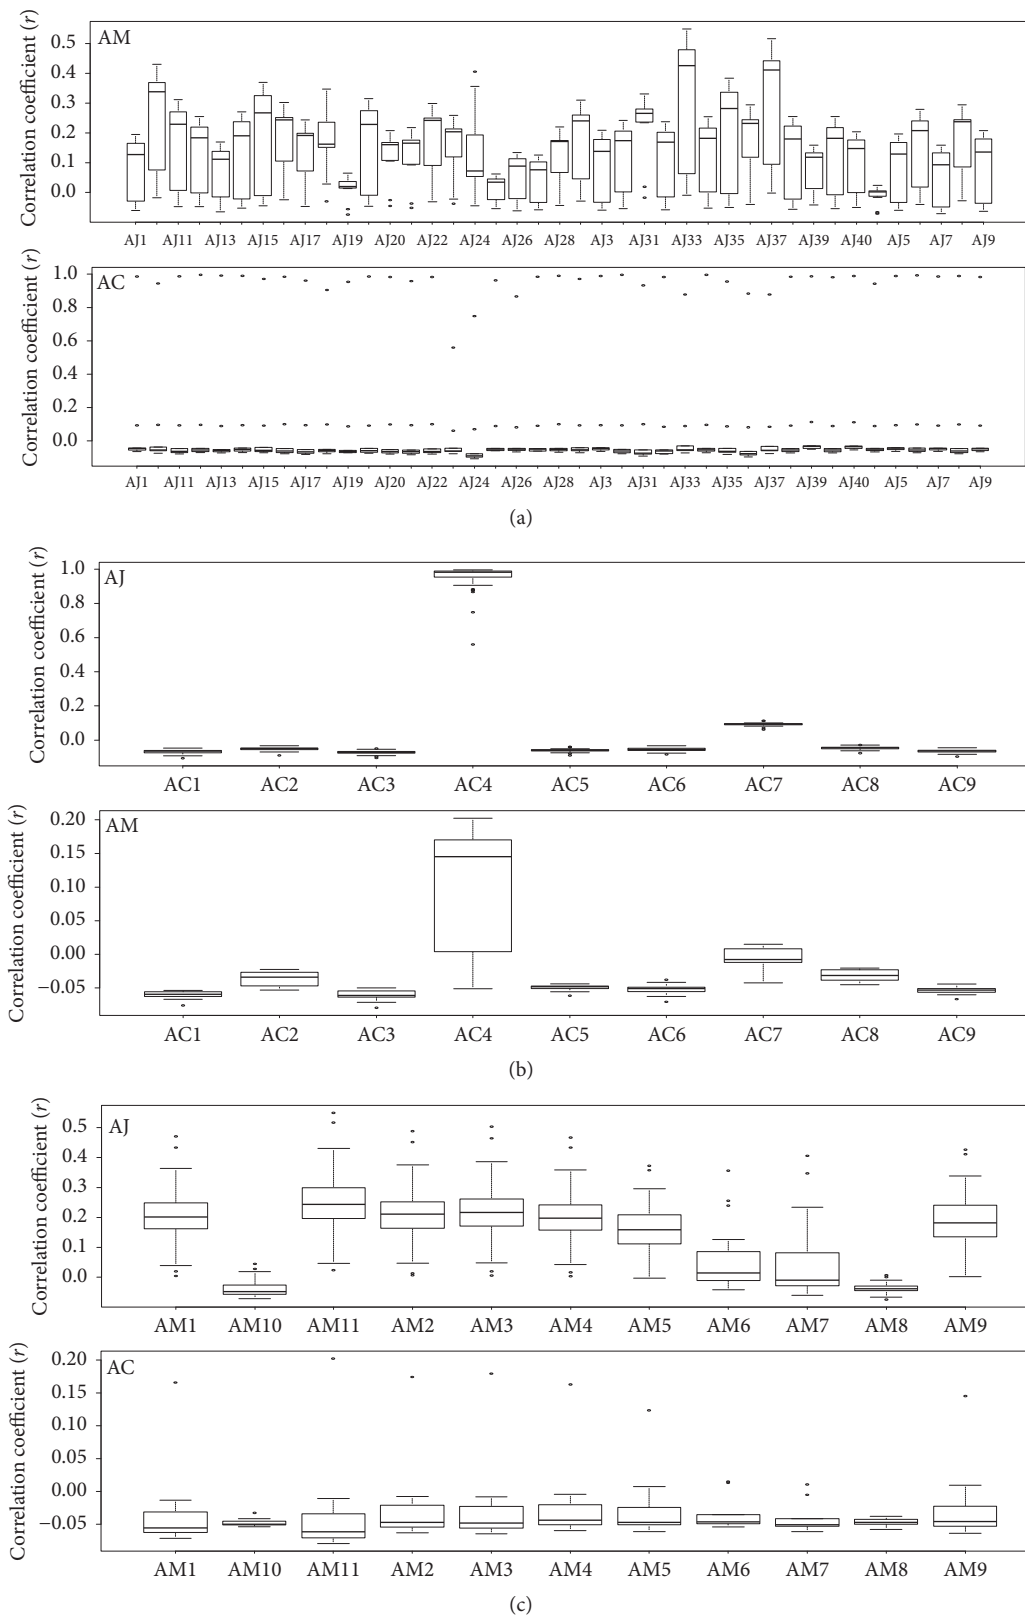 Correlation coefficient (r)
AM
0.5
0.4
0.3
0.2
0.1
0.0
AJ1 AJ11 AJ13 AJ15 AJ17 AJ19 AJ20 AJ22 AJ24 AJ26 AJ28 AJ3 AJ31 AJ33 AJ35 AJ37 AJ39 AJ40 AJ5 AJ7 AJ9
Correlation coefficient (r)
AC
1.0
0.8
0.6
0.4
0.2
0.0
AJ1 AJ11 AJ13 AJ15 AJ17 AJ19 AJ20 AJ22 AJ24 AJ26 AJ28 AJ3 AJ31 AJ33 AJ35 AJ37 AJ39 AJ40 AJ5 AJ7 AJ9
(a)
Correlation coefficient (r)
AJ
1.0
0.8
0.6
0.4
0.2
0.0
AC1 AC2 AC3 AC4 AC5 AC6 AC7 AC8 AC9
Correlation coefficient (r)
AM
0.20
0.15
0.10
0.05
0.00
−0.05
AC1 AC2 AC3 AC4 AC5 AC6 AC7 AC8 AC9
(b)
Correlation coefficient (r)
AJ
0.5
0.4
0.3
0.2
0.1
0.0
AM1 AM10 AM11 AM2 AM3 AM4 AM5 AM6 AM7 AM8 AM9
Correlation coefficient (r)
AC
0.20
0.15
0.10
0.05
0.00
−0.05
AM1 AM10 AM11 AM2 AM3 AM4 AM5 AM6 AM7 AM8 AM9
(c)